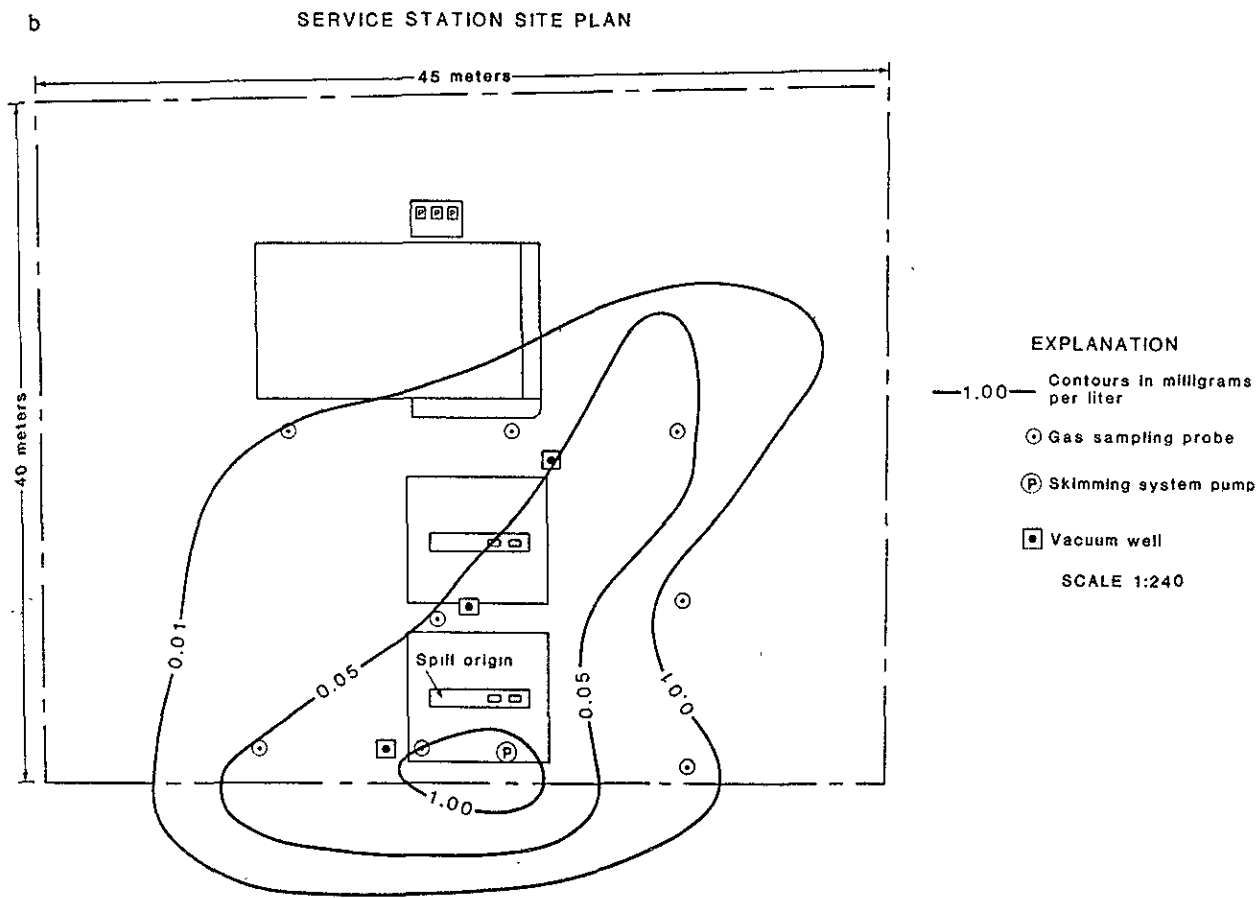 b
SERVICE STATION SITE PLAN
45 meters
40 meters
P P P
EXPLANATION
1.00 Contours in milligrams
per liter
Gas sampling probe
P Skimming system pump
Vacuum well
SCALE 1:240
0.01
0.05
Spill origin
0.05
0.01
P
1.00